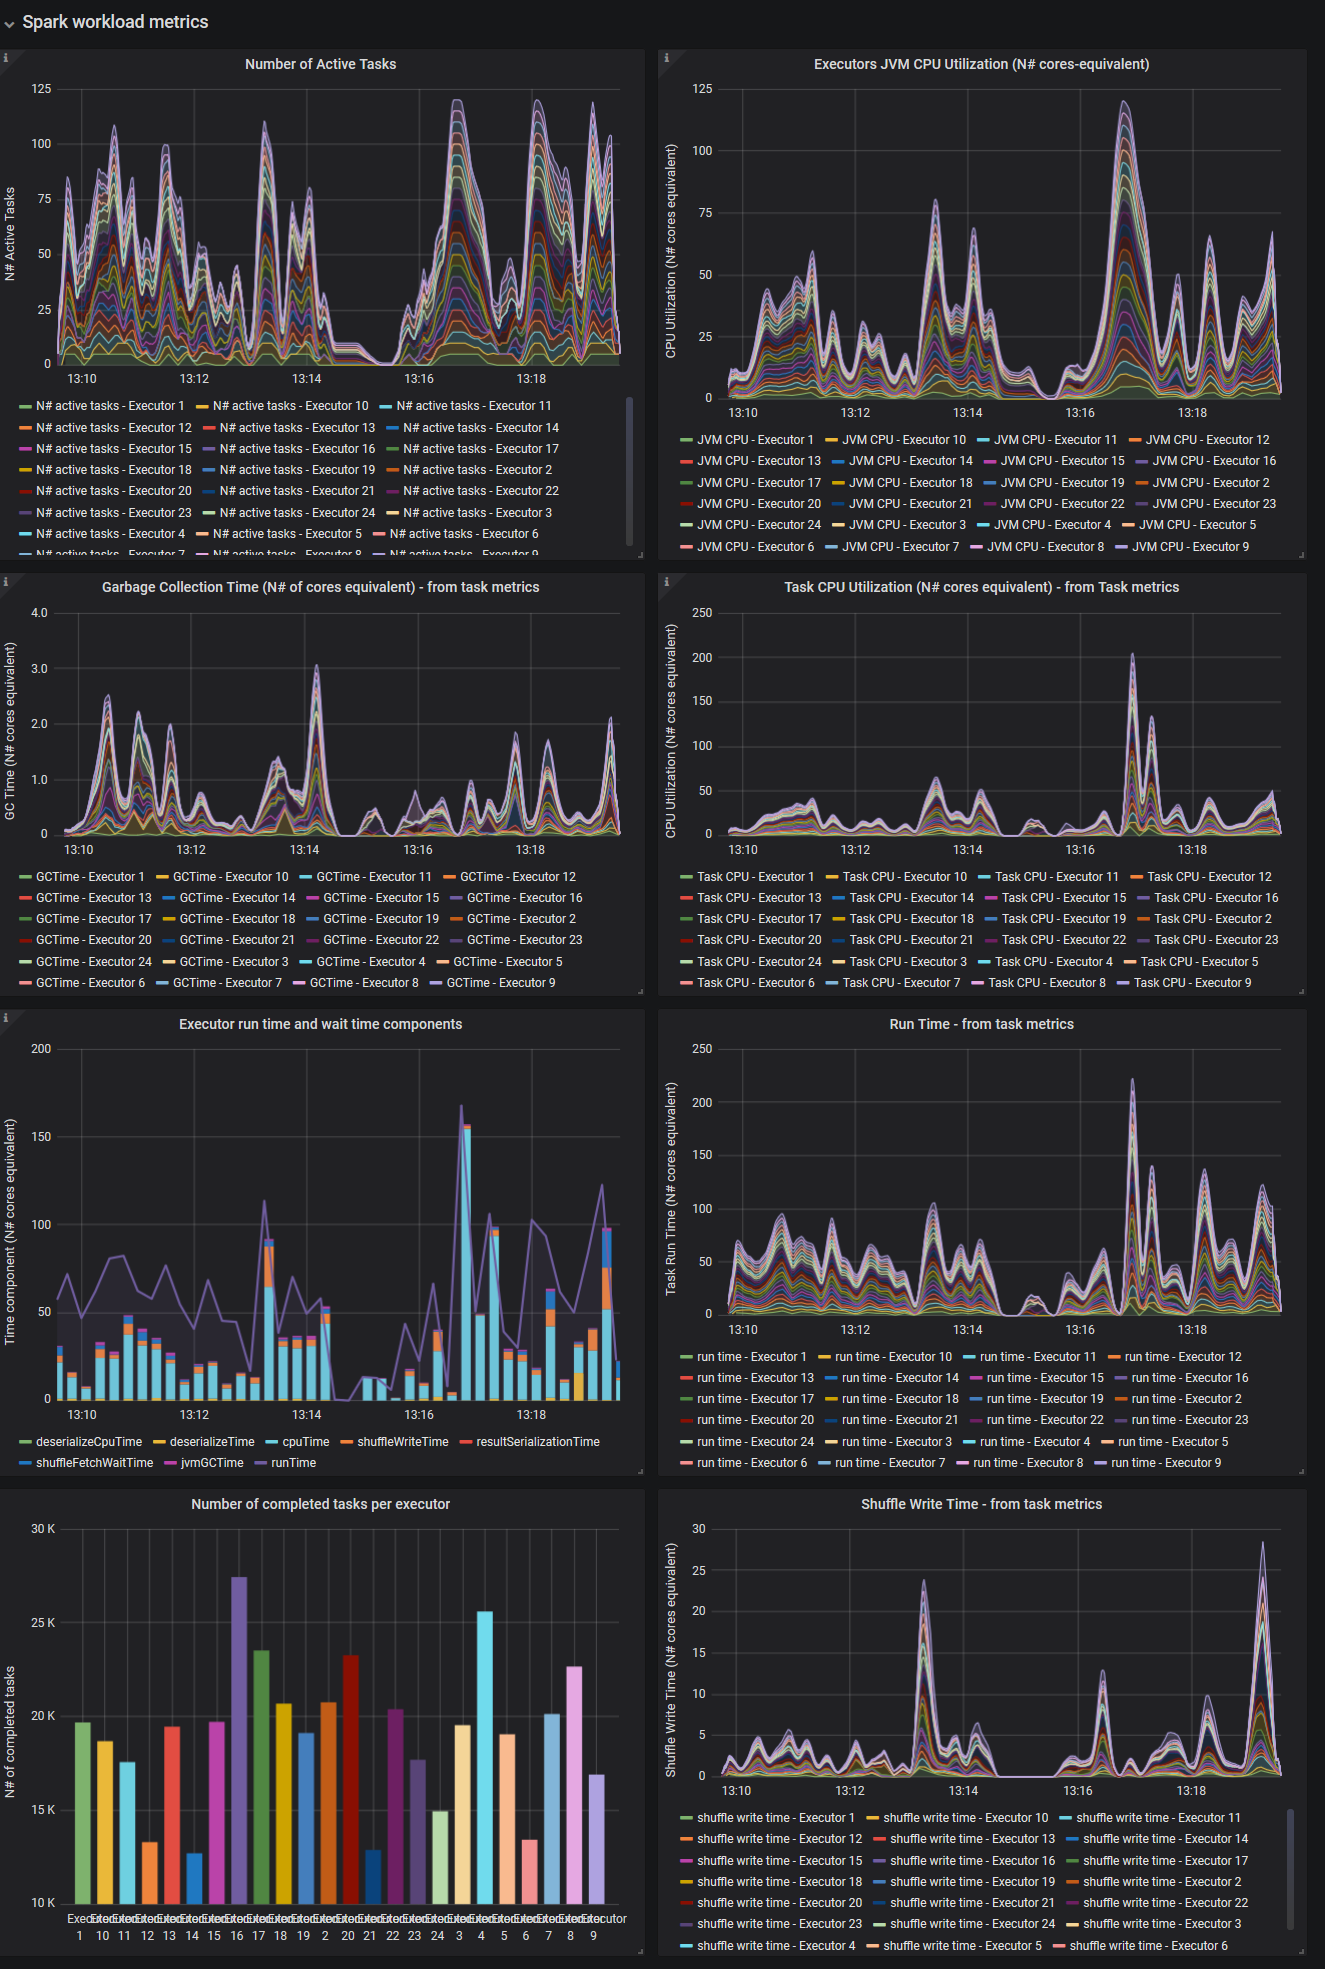 Spark workload metrics
Number of Active Tasks
N# Active Tasks
125
100
75
50
25
0
13:10 13:12 13:14 13:16 13:18
N# active tasks - Executor 1 N# active tasks - Executor 10 N# active tasks - Executor 11
N# active tasks - Executor 12 N# active tasks - Executor 13 N# active tasks - Executor 14
N# active tasks - Executor 15 N# active tasks - Executor 16 N# active tasks - Executor 17
N# active tasks - Executor 18 N# active tasks - Executor 19 N# active tasks - Executor 2
N# active tasks - Executor 20 N# active tasks - Executor 21 N# active tasks - Executor 22
N# active tasks - Executor 23 N# active tasks - Executor 24 N# active tasks - Executor 3
N# active tasks - Executor 4 N# active tasks - Executor 5 N# active tasks - Executor 6
N# active tasks - Executor 7 N# active tasks - Executor 8 N# active tasks - Executor 9
Executors JVM CPU Utilization (N# cores-equivalent)
CPU Utilization (N# cores equivalent)
125
100
75
50
25
0
13:10 13:12 13:14 13:16 13:18
JVM CPU - Executor 1 JVM CPU - Executor 10 JVM CPU - Executor 11 JVM CPU - Executor 12
JVM CPU - Executor 13 JVM CPU - Executor 14 JVM CPU - Executor 15 JVM CPU - Executor 16
JVM CPU - Executor 17 JVM CPU - Executor 18 JVM CPU - Executor 19 JVM CPU - Executor 2
JVM CPU - Executor 20 JVM CPU - Executor 21 JVM CPU - Executor 22 JVM CPU - Executor 23
JVM CPU - Executor 24 JVM CPU - Executor 3 JVM CPU - Executor 4 JVM CPU - Executor 5
JVM CPU - Executor 6 JVM CPU - Executor 7 JVM CPU - Executor 8 JVM CPU - Executor 9
Garbage Collection Time (N# of cores equivalent) - from task metrics
GC Time (N# cores equivalent)
4.0
3.0
2.0
1.0
0
13:10 13:12 13:14 13:16 13:18
GCTime - Executor 1 GCTime - Executor 10 GCTime - Executor 11 GCTime - Executor 12
GCTime - Executor 13 GCTime - Executor 14 GCTime - Executor 15 GCTime - Executor 16
GCTime - Executor 17 GCTime - Executor 18 GCTime - Executor 19 GCTime - Executor 2
GCTime - Executor 20 GCTime - Executor 21 GCTime - Executor 22 GCTime - Executor 23
GCTime - Executor 24 GCTime - Executor 3 GCTime - Executor 4 GCTime - Executor 5
GCTime - Executor 6 GCTime - Executor 7 GCTime - Executor 8 GCTime - Executor 9
Task CPU Utilization (N# cores equivalent) - from Task metrics
CPU Utilization (N# cores equivalent)
250
200
150
100
50
0
13:10 13:12 13:14 13:16 13:18
Task CPU - Executor 1 Task CPU - Executor 10 Task CPU - Executor 11 Task CPU - Executor 12
Task CPU - Executor 13 Task CPU - Executor 14 Task CPU - Executor 15 Task CPU - Executor 16
Task CPU - Executor 17 Task CPU - Executor 18 Task CPU - Executor 19 Task CPU - Executor 2
Task CPU - Executor 20 Task CPU - Executor 21 Task CPU - Executor 22 Task CPU - Executor 23
Task CPU - Executor 24 Task CPU - Executor 3 Task CPU - Executor 4 Task CPU - Executor 5
Task CPU - Executor 6 Task CPU - Executor 7 Task CPU - Executor 8 Task CPU - Executor 9
Executor run time and wait time components
Time component (N# cores equivalent)
200
150
100
50
0
13:10 13:12 13:14 13:16 13:18
deserializeCpuTime deserializeTime cpuTime shuffleWriteTime resultSerializationTime
shuffleFetchWaitTime jvmGCTime runTime
Run Time - from task metrics
Task Run Time (N# cores equivalent)
250
200
150
100
50
0
13:10 13:12 13:14 13:16 13:18
run time - Executor 1 run time - Executor 10 run time - Executor 11 run time - Executor 12
run time - Executor 13 run time - Executor 14 run time - Executor 15 run time - Executor 16
run time - Executor 17 run time - Executor 18 run time - Executor 19 run time - Executor 2
run time - Executor 20 run time - Executor 21 run time - Executor 22 run time - Executor 23
run time - Executor 24 run time - Executor 3 run time - Executor 4 run time - Executor 5
run time - Executor 6 run time - Executor 7 run time - Executor 8 run time - Executor 9
Number of completed tasks per executor
N# of completed tasks
30 K
25 K
20 K
15 K
10 K
1 10 11 12 13 14 15 16 17 18 19 2 20 21 22 23 24 3 4 5 6 7 8 9
Shuffle Write Time - from task metrics
Shuffle Write Time (N# cores equivalent)
30
25
20
15
10
5
0
13:10 13:12 13:14 13:16 13:18
shuffle write time - Executor 1 shuffle write time - Executor 10 shuffle write time - Executor 11
shuffle write time - Executor 12 shuffle write time - Executor 13 shuffle write time - Executor 14
shuffle write time - Executor 15 shuffle write time - Executor 16 shuffle write time - Executor 17
shuffle write time - Executor 18 shuffle write time - Executor 19 shuffle write time - Executor 2
shuffle write time - Executor 20 shuffle write time - Executor 21 shuffle write time - Executor 22
shuffle write time - Executor 23 shuffle write time - Executor 24 shuffle write time - Executor 3
shuffle write time - Executor 4 shuffle write time - Executor 5 shuffle write time - Executor 6